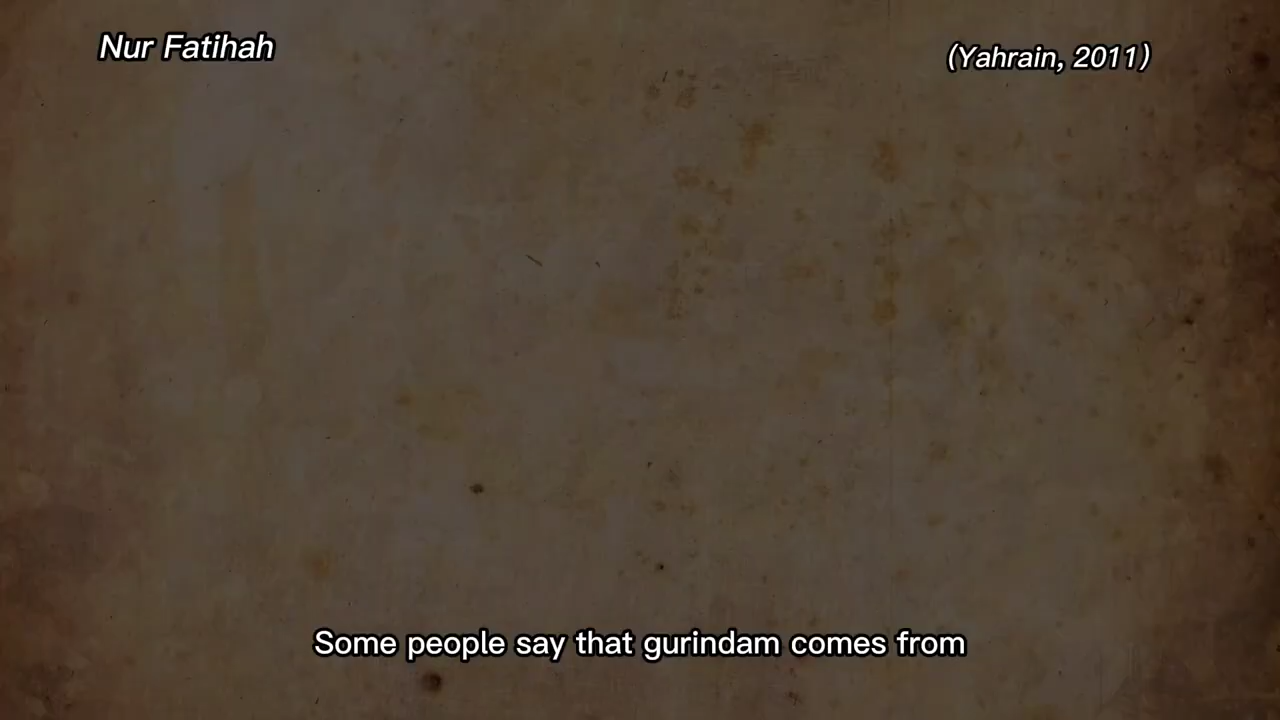 Nur Fatihah
(Yahrain, 2011)
Some people say that gurindam comes from